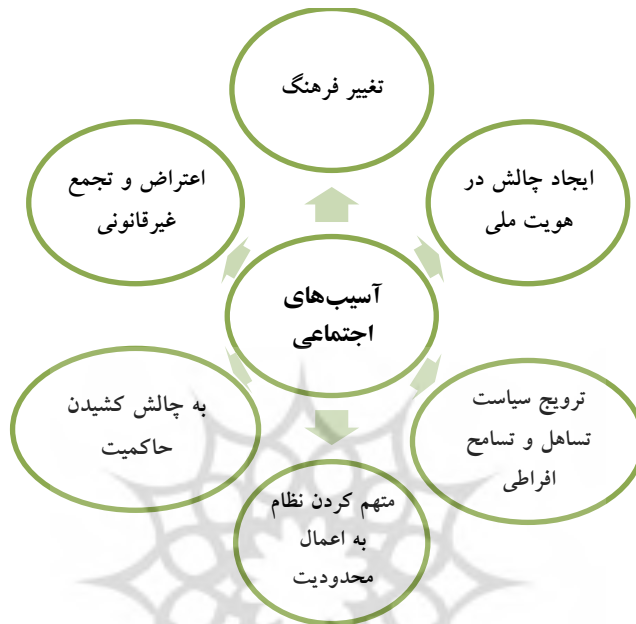 تغییر فرهنگ
ایجاد چالش در
هویت ملی
اعتراض و تجمع
غیرقانونی
آسیب‌های
اجتماعی
ترویج سیاست
تساهل و تسامح
افراطی
به چالش کشیدن
حاکمیت
متهم کردن نظام
به اعمال
محدودیت